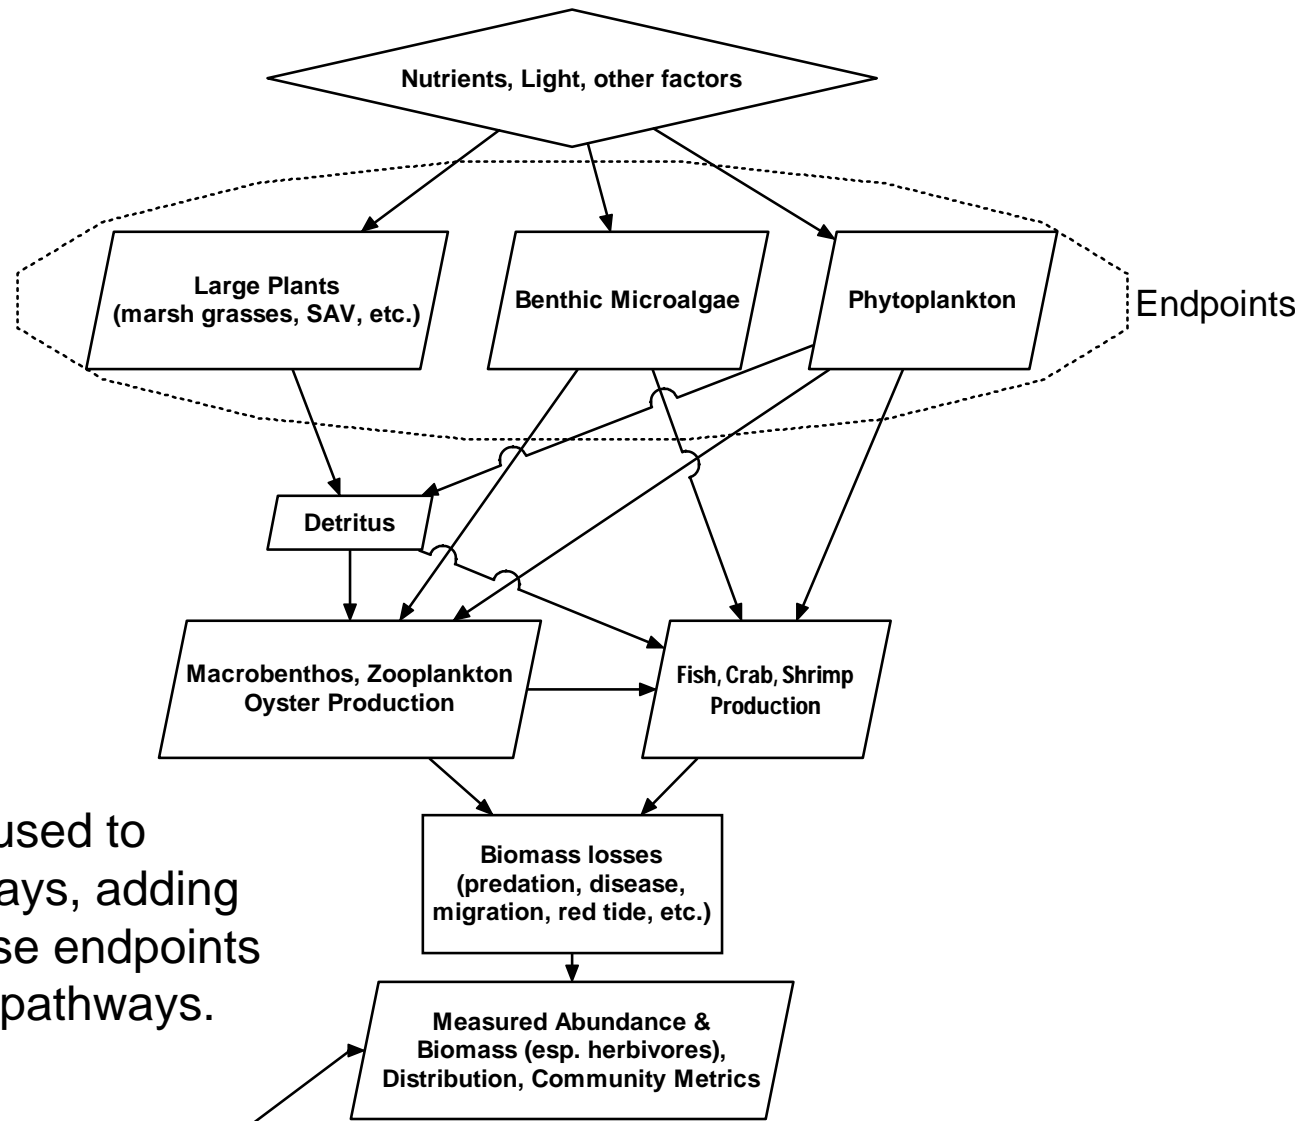 Nutrients, Light, other factors
Large Plants
(marsh grasses, SAV, etc.)
Benthic Microalgae
Phytoplankton
Endpoints
Detritus
Macrobenthos, Zooplankton
Oyster Production
Fish, Crab, Shrimp
Production
used to
ays, adding
se endpoints
pathways.
Biomass losses
(predation, disease,
migration, red tide, etc.)
Measured Abundance &
Biomass (esp. herbivores),
Distribution, Community Metrics